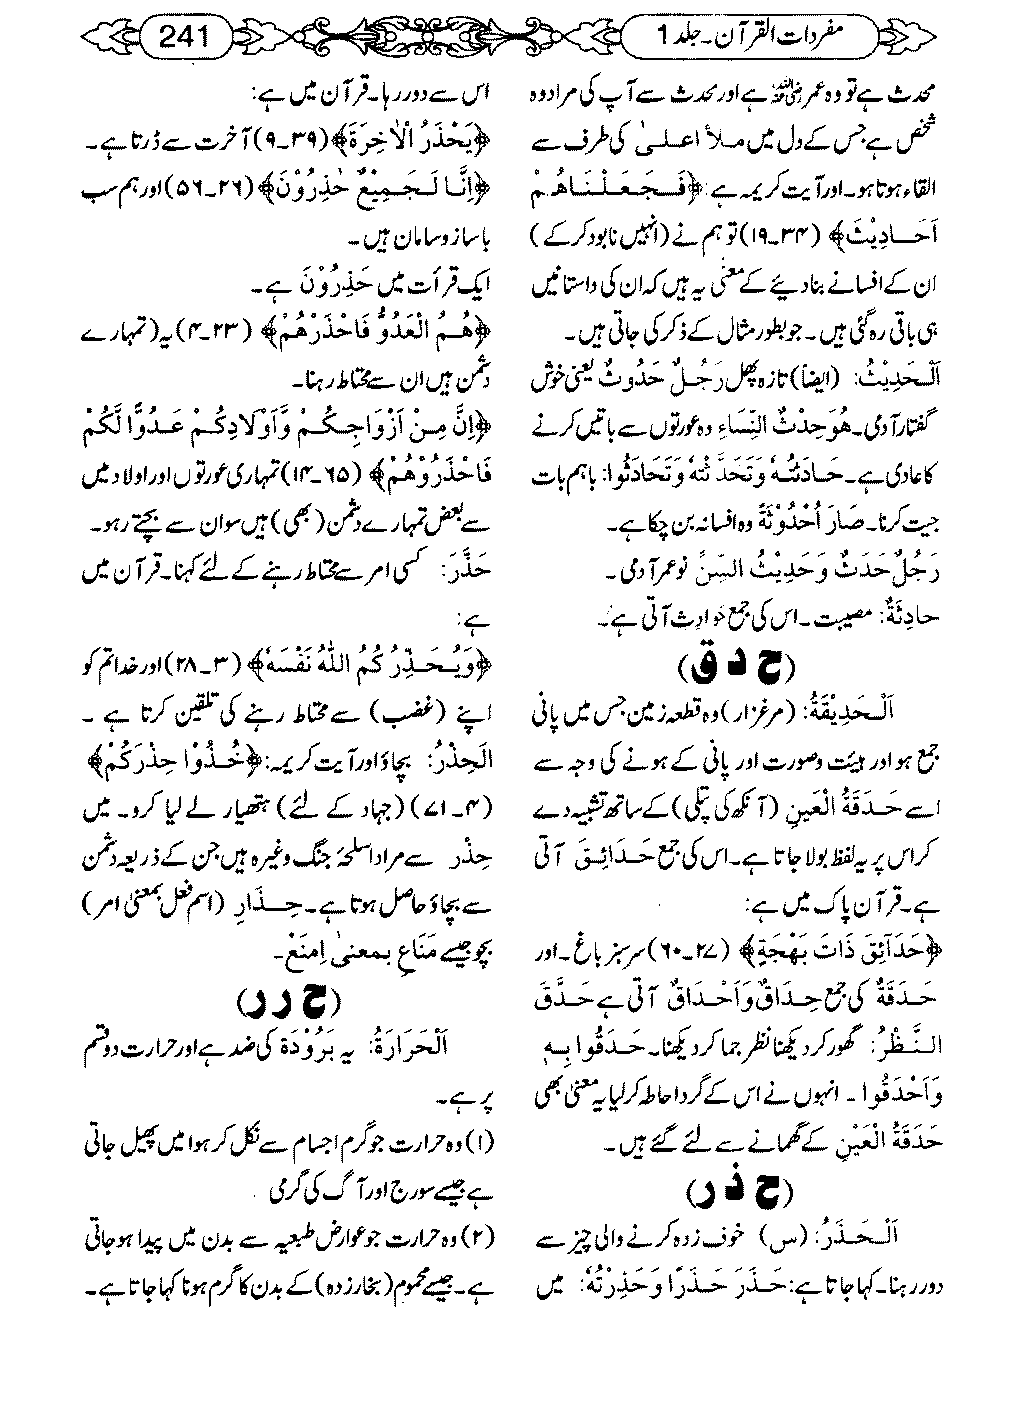 مفردات القرآن۔جلد 1
241
محدث ہے تو وہ عمر رضی اللہ عنہ ہے اور محدث سے آپ کی مراد وہ
شخص ہے جس کے دل میں ملأ اعلىٰ کی طرف سے
القاء ہوتا ہو۔ اور آیت کریمہ ہے: ﴿فَجَعَلْنَاهُمْ
اَحَادِيْثَ﴾ (۳۴۔۱۹) تو ہم نے (انہیں نابود کر کے)
ان کے افسانے بنا دیئے کے معنی یہ ہیں کہ ان کی داستانیں
ہی باقی رہ گئی ہیں۔ جو بطور مثال کے ذکر کی جاتی ہیں۔
اَلْحَدِيْثُ: (ایضاً) تازہ پھل رَجُلٌ حَدُوثٌ یعنی خوش
گفتار آدمی۔ هُوَ حِدْثُ النِّسَاءِ وہ عورتوں سے باتیں کرنے
کا عادی ہے۔ حَادَثْتُهُ وَتَحَدَّثْتُهُ وَتَحَادَثُوا: باہم بات
چیت کرنا۔ صَارَ اُحْدُوْثَةً وہ افسانہ بن چکا ہے۔
رَجُلٌ حَدَثٌ وَحَدِيْثُ السِّنِّ نو عمر آدمی۔
حادِثَةٌ: مصیبت۔ اس کی جمع حَوادِث آتی ہے۔
(ح د ق)
اَلْحَدِيْقَةُ: (مرغزار) وہ قطعہ زمین جس میں پانی
جمع ہو اور ہیئت وصورت اور پانی کے ہونے کی وجہ سے
اسے حَدَقَةُ الْعَينِ (آنکھ کی پتلی) کے ساتھ تشبیہ دے
کر اس پر یہ لفظ بولا جاتا ہے۔ اس کی جمع حَدَائِق آتی
ہے۔ قرآن پاک میں ہے:
﴿حَدَآئِقَ ذَاتَ بَهْجَةٍ﴾ (۲۷۔۶۰) سرسبز باغ۔ اور
حَدَقَةٌ کی جمع حِدَاقٌ وَاَحْدَاقٌ آتی ہے حَدَّقَ
النَّظْرُ: گھور کر دیکھنا نظر جما کر دیکھنا۔ حَدَقُوا بِهٖ
وَاَحْدَقُوا۔ انہوں نے اس کے گرد احاطہ کر لیا یہ معنی بھی
حَدَقَةُ الْعَيْنِ کے گھمانے سے لئے گئے ہیں۔
(ح ذ ر)
اَلْحَذَرُ: (س) خوف زدہ کرنے والی چیز سے
دور رہنا۔ کہا جاتا ہے: حَذَرَ حَذَرًا وَحَذِرْتُهُ: میں
اس سے دور رہا۔ قرآن میں ہے:
﴿يَحْذَرُ الْاٰخِرَةَ﴾ (۳۹۔۹) آخرت سے ڈرتا ہے۔
﴿اِنَّا لَجَمِيْعٌ حٰذِرُوْنَ﴾ (۲۶۔۵۶) اور ہم سب
باساز وسامان ہیں۔
ایک قرآت میں حَذِرُوْنَ ہے۔
﴿هُمُ الْعَدُوُّ فَاحْذَرْهُمْ﴾ (۲۳۔۴) یہ (تمہارے
دشمن ہیں ان سے محتاط رہنا۔
﴿اِنَّ مِنْ اَزْوَاجِكُمْ وَاَوْلَادِكُمْ عَدُوًّا لَّكُمْ
فَاحْذَرُوْهُمْ﴾ (۶۵۔۱۴) تمہاری عورتوں اور اولاد میں
سے بعض تمہارے دشمن (بھی) ہیں سو ان سے بچتے رہو۔
حَذَّرَ: کسی امر سے محتاط رہنے کے لئے کہنا۔ قرآن میں
ہے:
﴿وَيُحَذِّرُكُمُ اللّٰهُ نَفْسَهٗ﴾ (۳۔۲۸) اور خدا تم کو
اپنے (غضب) سے محتاط رہنے کی تلقین کرتا ہے۔
الْحِذْرُ: بچاؤ اور آیت کریمہ: ﴿خُذُوْا حِذْرَكُمْ﴾
(۴۔۷۱) (جہاد کے لئے) ہتھیار لے لیا کرو۔ میں
حِذْر سے مراد اسلحہٴ جنگ وغیرہ ہیں جن کے ذریعہ دشمن
سے بچاؤ حاصل ہوتا ہے۔ حِذَارِ (اسم فعل بمعنی امر)
بچو جیسے مَنَاعِ بمعنىٰ اِمنَعْ۔
(ح ر ر)
اَلْحَرَارَةُ: یہ بَرُوْدَة کی ضد ہے اور حرارت دو قسم
پر ہے۔
(۱) وہ حرارت جو گرم اجسام سے نکل کر ہوا میں پھیل جاتی
ہے جیسے سورج اور آگ کی گرمی
(۲) وہ حرارت جو عوارض طبعیہ سے بدن میں پیدا ہو جاتی
ہے۔ جیسے محموم (بخار زدہ) کے بدن کا گرم ہونا کہا جاتا ہے۔